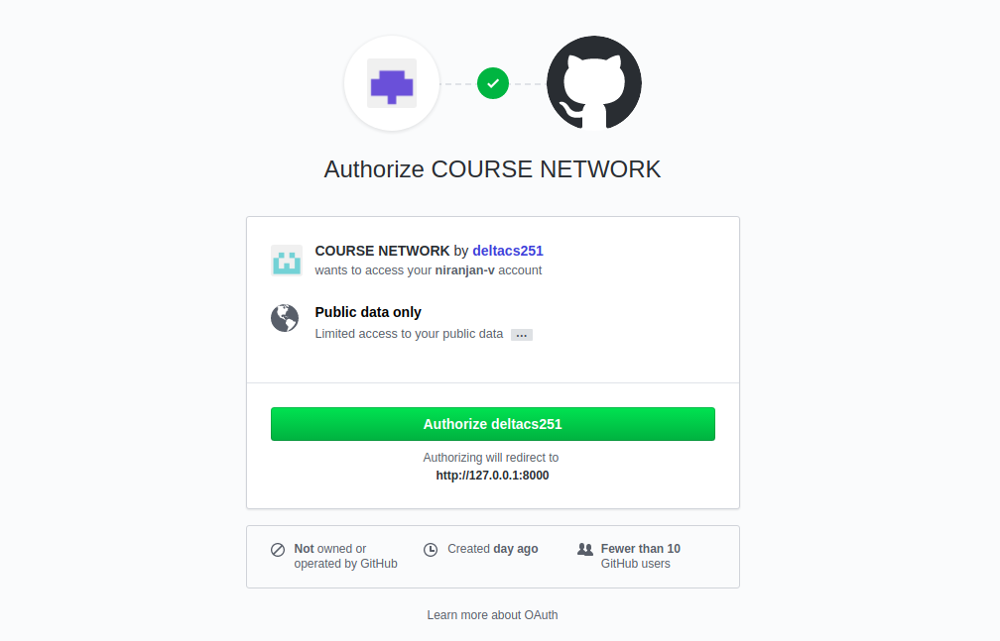 Authorize COURSE NETWORK
COURSE NETWORK by deltacs251
wants to access your niranjan-v account
Public data only
Limited access to your public data ...
Authorize deltacs251
Authorizing will redirect to
http://127.0.0.1:8000
Not owned or
operated by GitHub
Created day ago
Fewer than 10
GitHub users
Learn more about OAuth